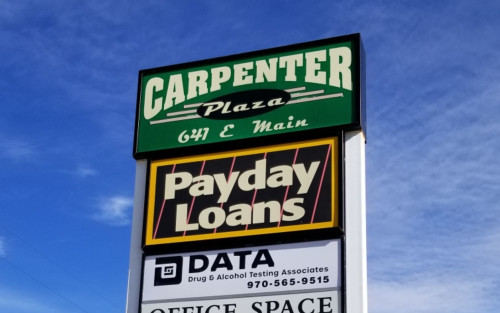 CARPENTER
Plaza
641 E Main
Payday
Loans
DATA
Drug & Alcohol Testing Associates
970-565-9515
OFFICE SPACE